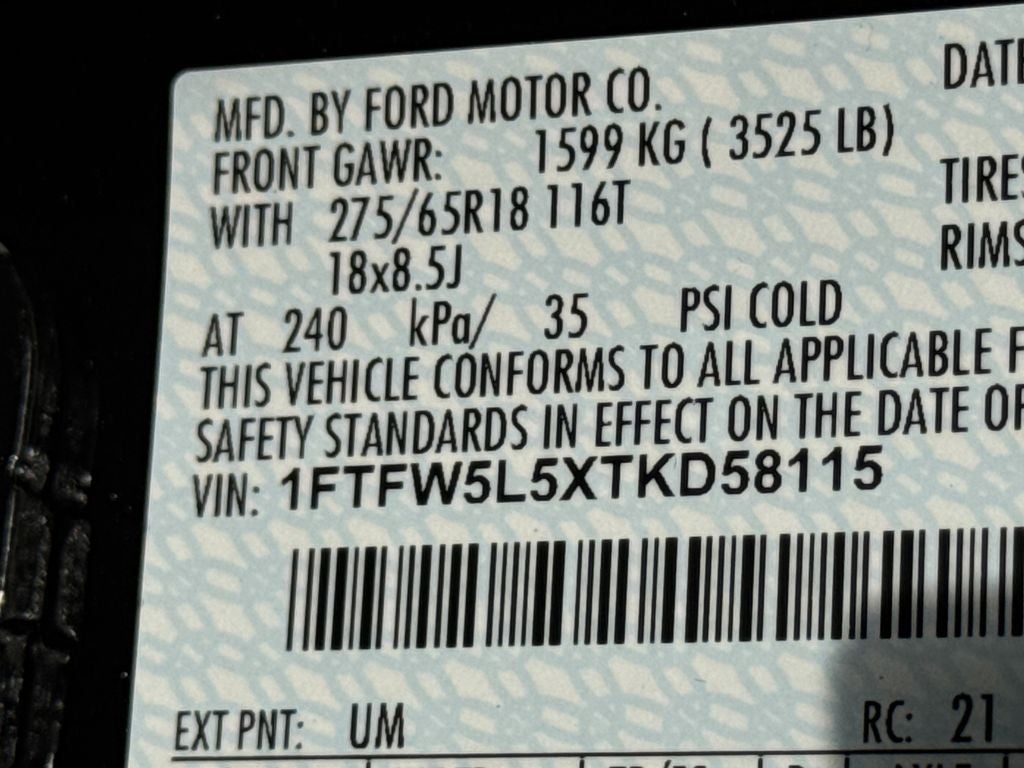 MFD. BY FORD MOTOR CO.
DATE
FRONT GAWR: 1599 KG ( 3525 LB)
WITH 275/65R18 116T
TIRES
18x8.5J
RIMS
AT 240 kPa/ 35 PSI COLD
THIS VEHICLE CONFORMS TO ALL APPLICABLE F
SAFETY STANDARDS IN EFFECT ON THE DATE OF
VIN: 1FTFW5L5XTKD58115
EXT PNT: UM RC: 21